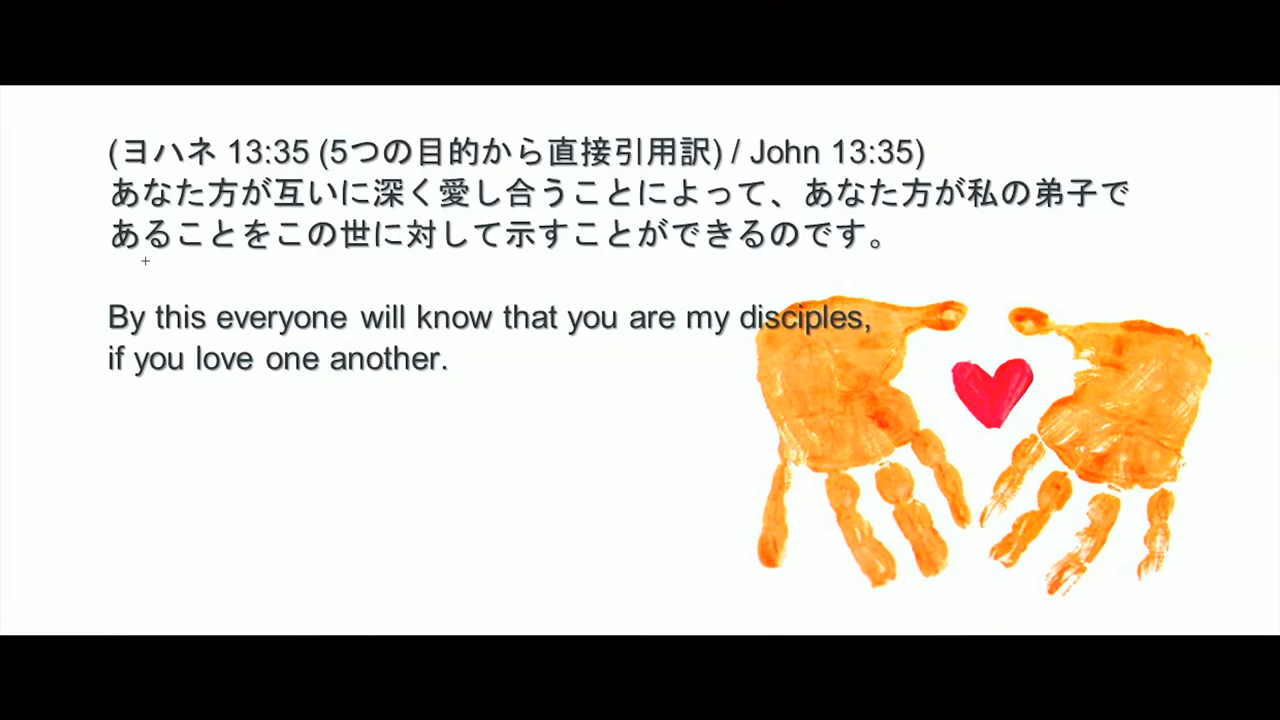 (ヨハネ 13:35 (5つの目的から直接引用訳) / John 13:35)
あなた方が互いに深く愛し合うことによって、あなた方が私の弟子で
あることをこの世に対して示すことができるのです。
By this everyone will know that you are my disciples,
if you love one another.